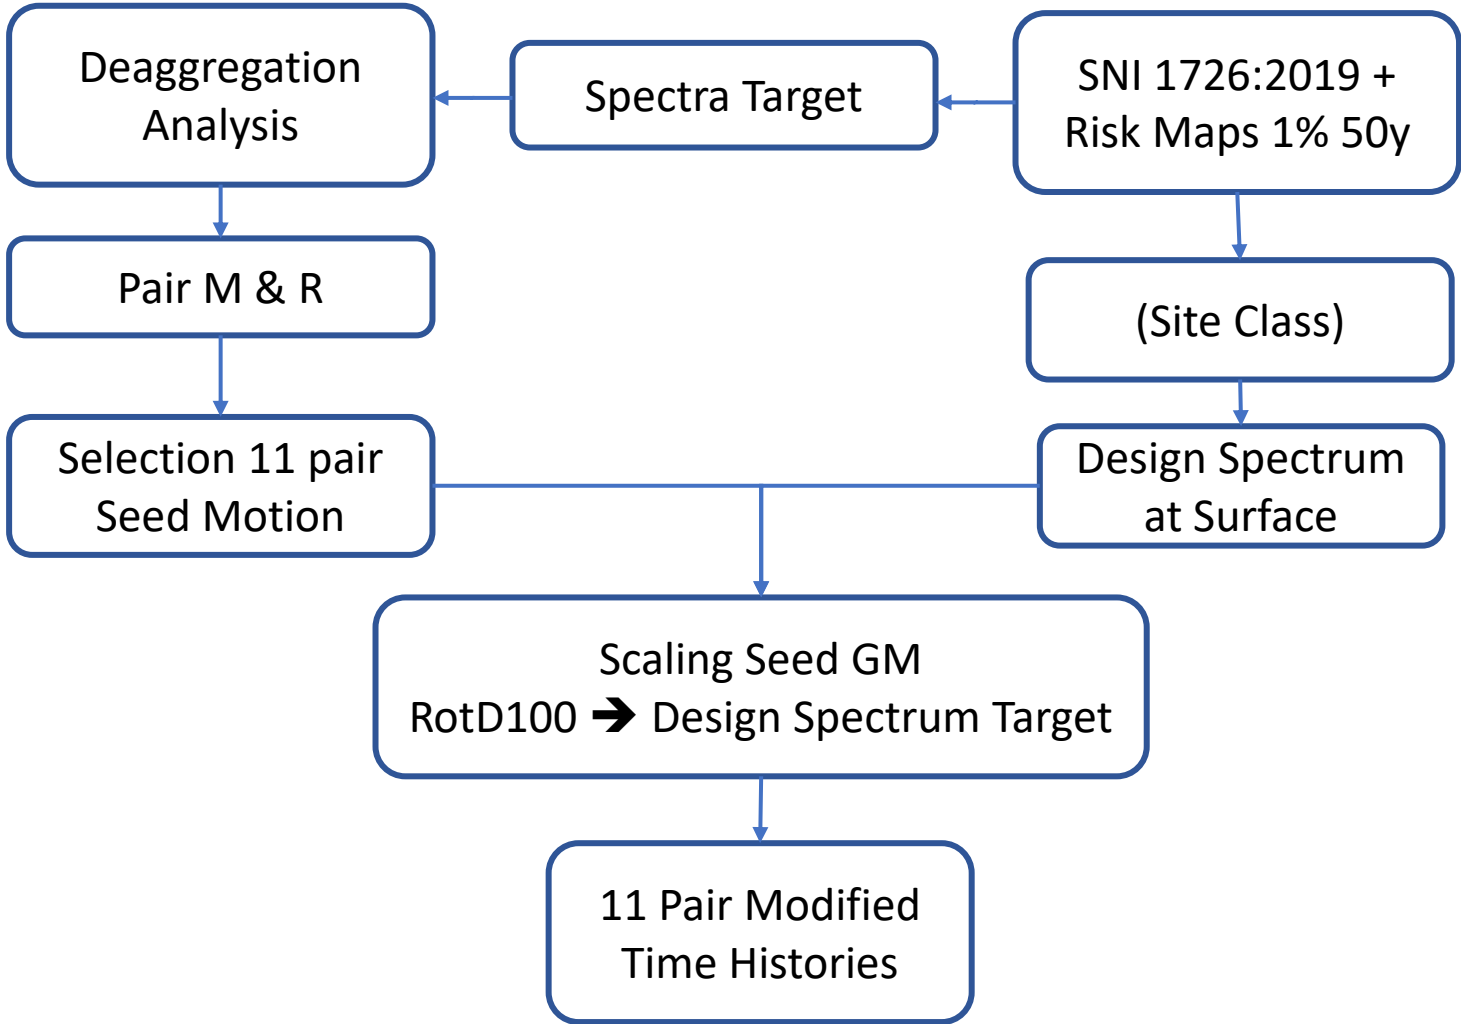 Deaggregation
Analysis
Spectra Target
SNI 1726:2019 +
Risk Maps 1% 50y
Pair M & R
(Site Class)
Selection 11 pair
Seed Motion
Design Spectrum
at Surface
Scaling Seed GM
RotD100 ➔ Design Spectrum Target
11 Pair Modified
Time Histories